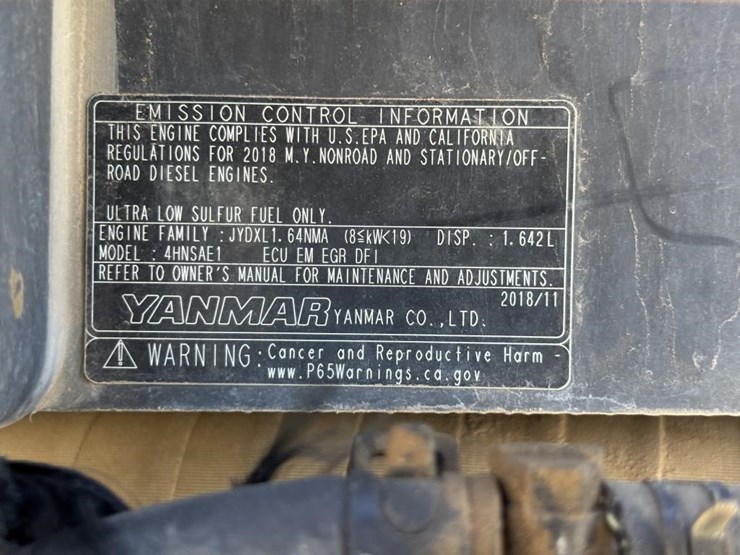 EMISSION CONTROL INFORMATION
THIS ENGINE COMPLIES WITH U.S.EPA AND CALIFORNIA
REGULATIONS FOR 2018 M.Y.NONROAD AND STATIONARY/OFF-
ROAD DIESEL ENGINES.
ULTRA LOW SULFUR FUEL ONLY.
ENGINE FAMILY : JYDXL1.64NMA (8≦kW<19) DISP. : 1.642L
MODEL : 4HNSAE1 ECU EM EGR DFI
REFER TO OWNER'S MANUAL FOR MAINTENANCE AND ADJUSTMENTS.
2018/11
YANMAR YANMAR CO.,LTD.
WARNING: Cancer and Reproductive Harm -
www.P65Warnings.ca.gov